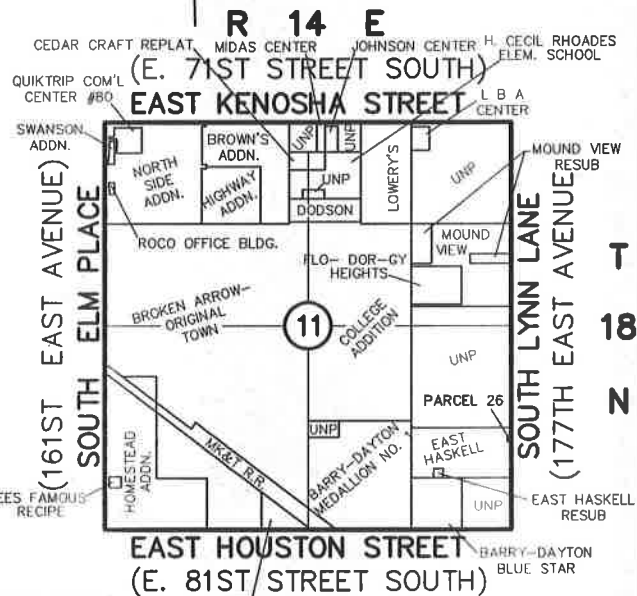 R 14 E
CEDAR CRAFT REPLAT
MIDAS CENTER
JOHNSON CENTER
H. CECIL RHOADES
ELEM. SCHOOL
(E. 71ST STREET SOUTH)
QUIKTRIP COM'L
CENTER
#80
EAST KENOSHA STREET
L B A
CENTER
SWANSON
ADDN.
NORTH
SIDE
ADDN.
BROWN'S
ADDN.
HIGHWAY
ADDN.
UNP
UNP
UNP
DODSON
LOWERY'S
UNP
MOUND VIEW
RESUB
ROCO OFFICE BLDG.
MOUND
VIEW
FLO-DOR-GY
HEIGHTS
BROKEN ARROW-
ORIGINAL
TOWN
11
COLLEGE
ADDITION
UNP
SOUTH ELM PLACE
(161ST EAST AVENUE)
SOUTH LYNN LANE
(177TH EAST AVENUE)
T
18
N
PARCEL 26
HOMESTEAD
ADDN.
MK&T R.R.
UNP
BARRY-DAYTON
MEDALLION NO. 1
EAST
HASKELL
UNP
EES FAMOUS
RECIPE
EAST HASKELL
RESUB
EAST HOUSTON STREET
(E. 81ST STREET SOUTH)
BARRY-DAYTON
BLUE STAR